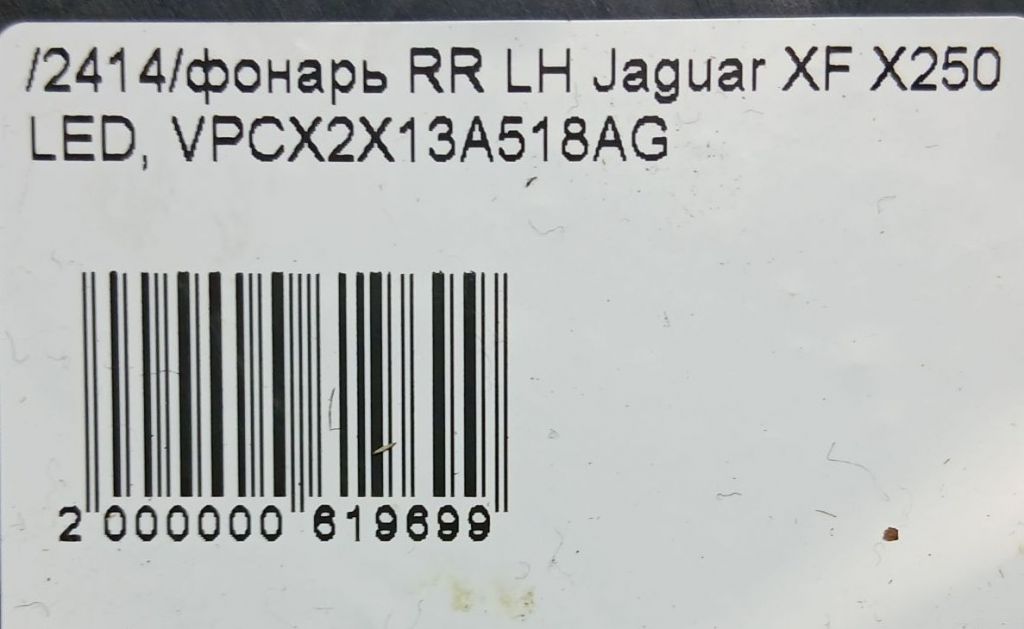 /2414/фонарь RR LH Jaguar XF X250
LED, VPCX2X13A518AG
2 000000 619699